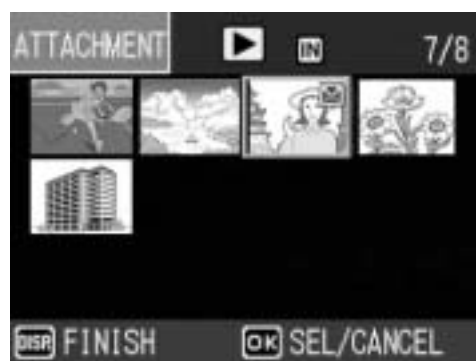 ATTACHMENT IN 7/8
DISP. FINISH OK SEL/CANCEL